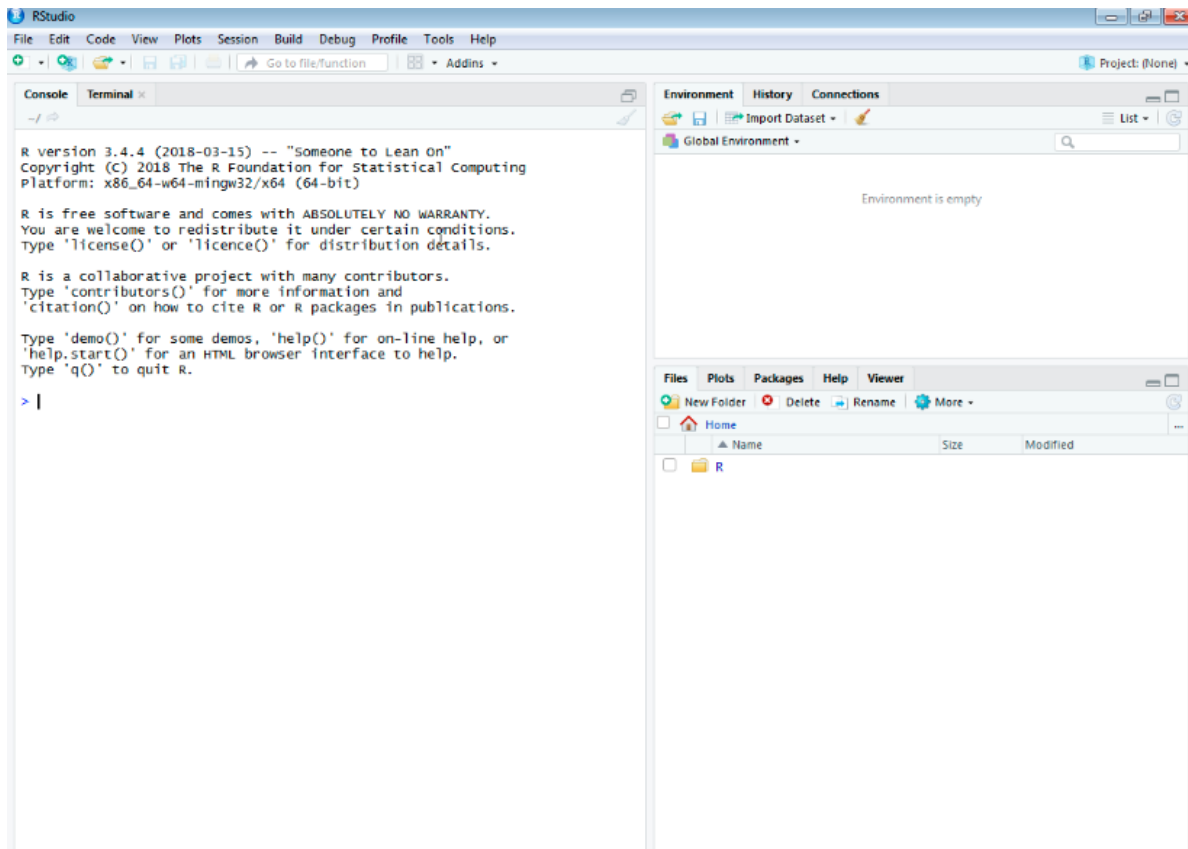 RStudio
File Edit Code View Plots Session Build Debug Profile Tools Help
Go to file/function Addins Project: (None)
Console Terminal
~/
R version 3.4.4 (2018-03-15) -- "Someone to Lean On"
Copyright (C) 2018 The R Foundation for Statistical Computing
Platform: x86_64-w64-mingw32/x64 (64-bit)
R is free software and comes with ABSOLUTELY NO WARRANTY.
You are welcome to redistribute it under certain conditions.
Type 'license()' or 'licence()' for distribution details.
R is a collaborative project with many contributors.
Type 'contributors()' for more information and
'citation()' on how to cite R or R packages in publications.
Type 'demo()' for some demos, 'help()' for on-line help, or
'help.start()' for an HTML browser interface to help.
Type 'q()' to quit R.
>
Environment History Connections
Import Dataset List
Global Environment
Environment is empty
Files Plots Packages Help Viewer
New Folder Delete Rename More
Home ...
Name Size Modified
R